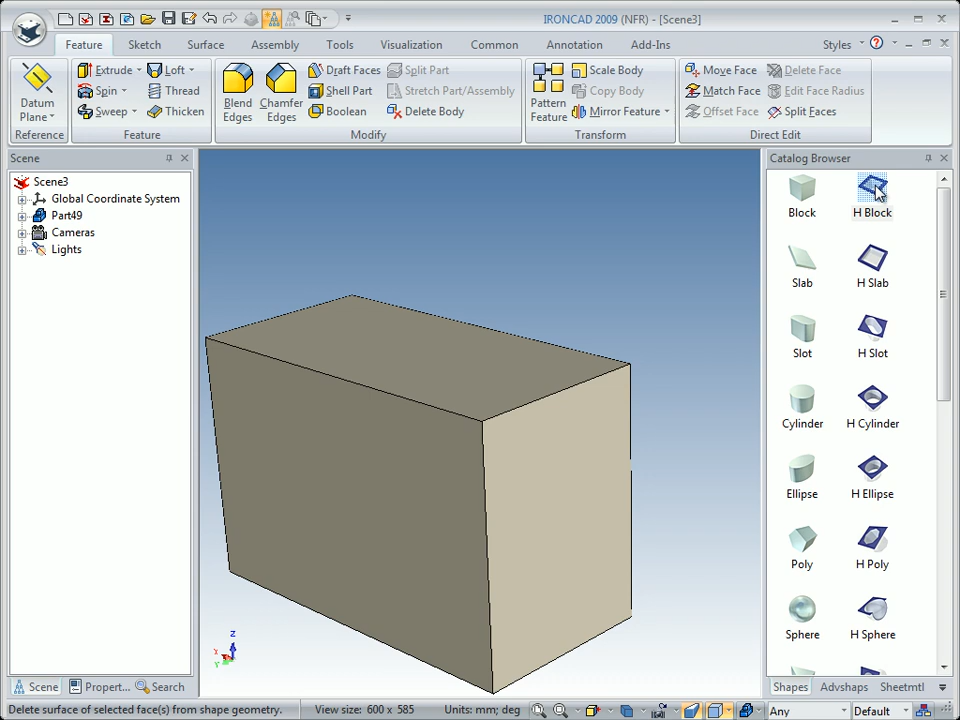 IRONCAD 2009 (NFR) - [Scene3]
Feature Sketch Surface Assembly Tools Visualization Common Annotation Add-Ins Styles
Datum Plane
Reference
Extrude Loft
Spin Thread
Sweep Thicken
Feature
Blend Edges
Chamfer Edges
Draft Faces Split Part
Shell Part Stretch Part/Assembly
Boolean Delete Body
Modify
Pattern Feature
Scale Body
Copy Body
Mirror Feature
Transform
Move Face Delete Face
Match Face Edit Face Radius
Offset Face Split Faces
Direct Edit
Scene
Scene3
Global Coordinate System
Part49
Cameras
Lights
Z
X
Y
Catalog Browser
Block H Block
Slab H Slab
Slot H Slot
Cylinder H Cylinder
Ellipse H Ellipse
Poly H Poly
Sphere H Sphere
Scene Propert... Search
Shapes Advshaps Sheetmtl
Delete surface of selected face(s) from shape geometry. View size: 600 x 585 Units: mm; deg Any Default